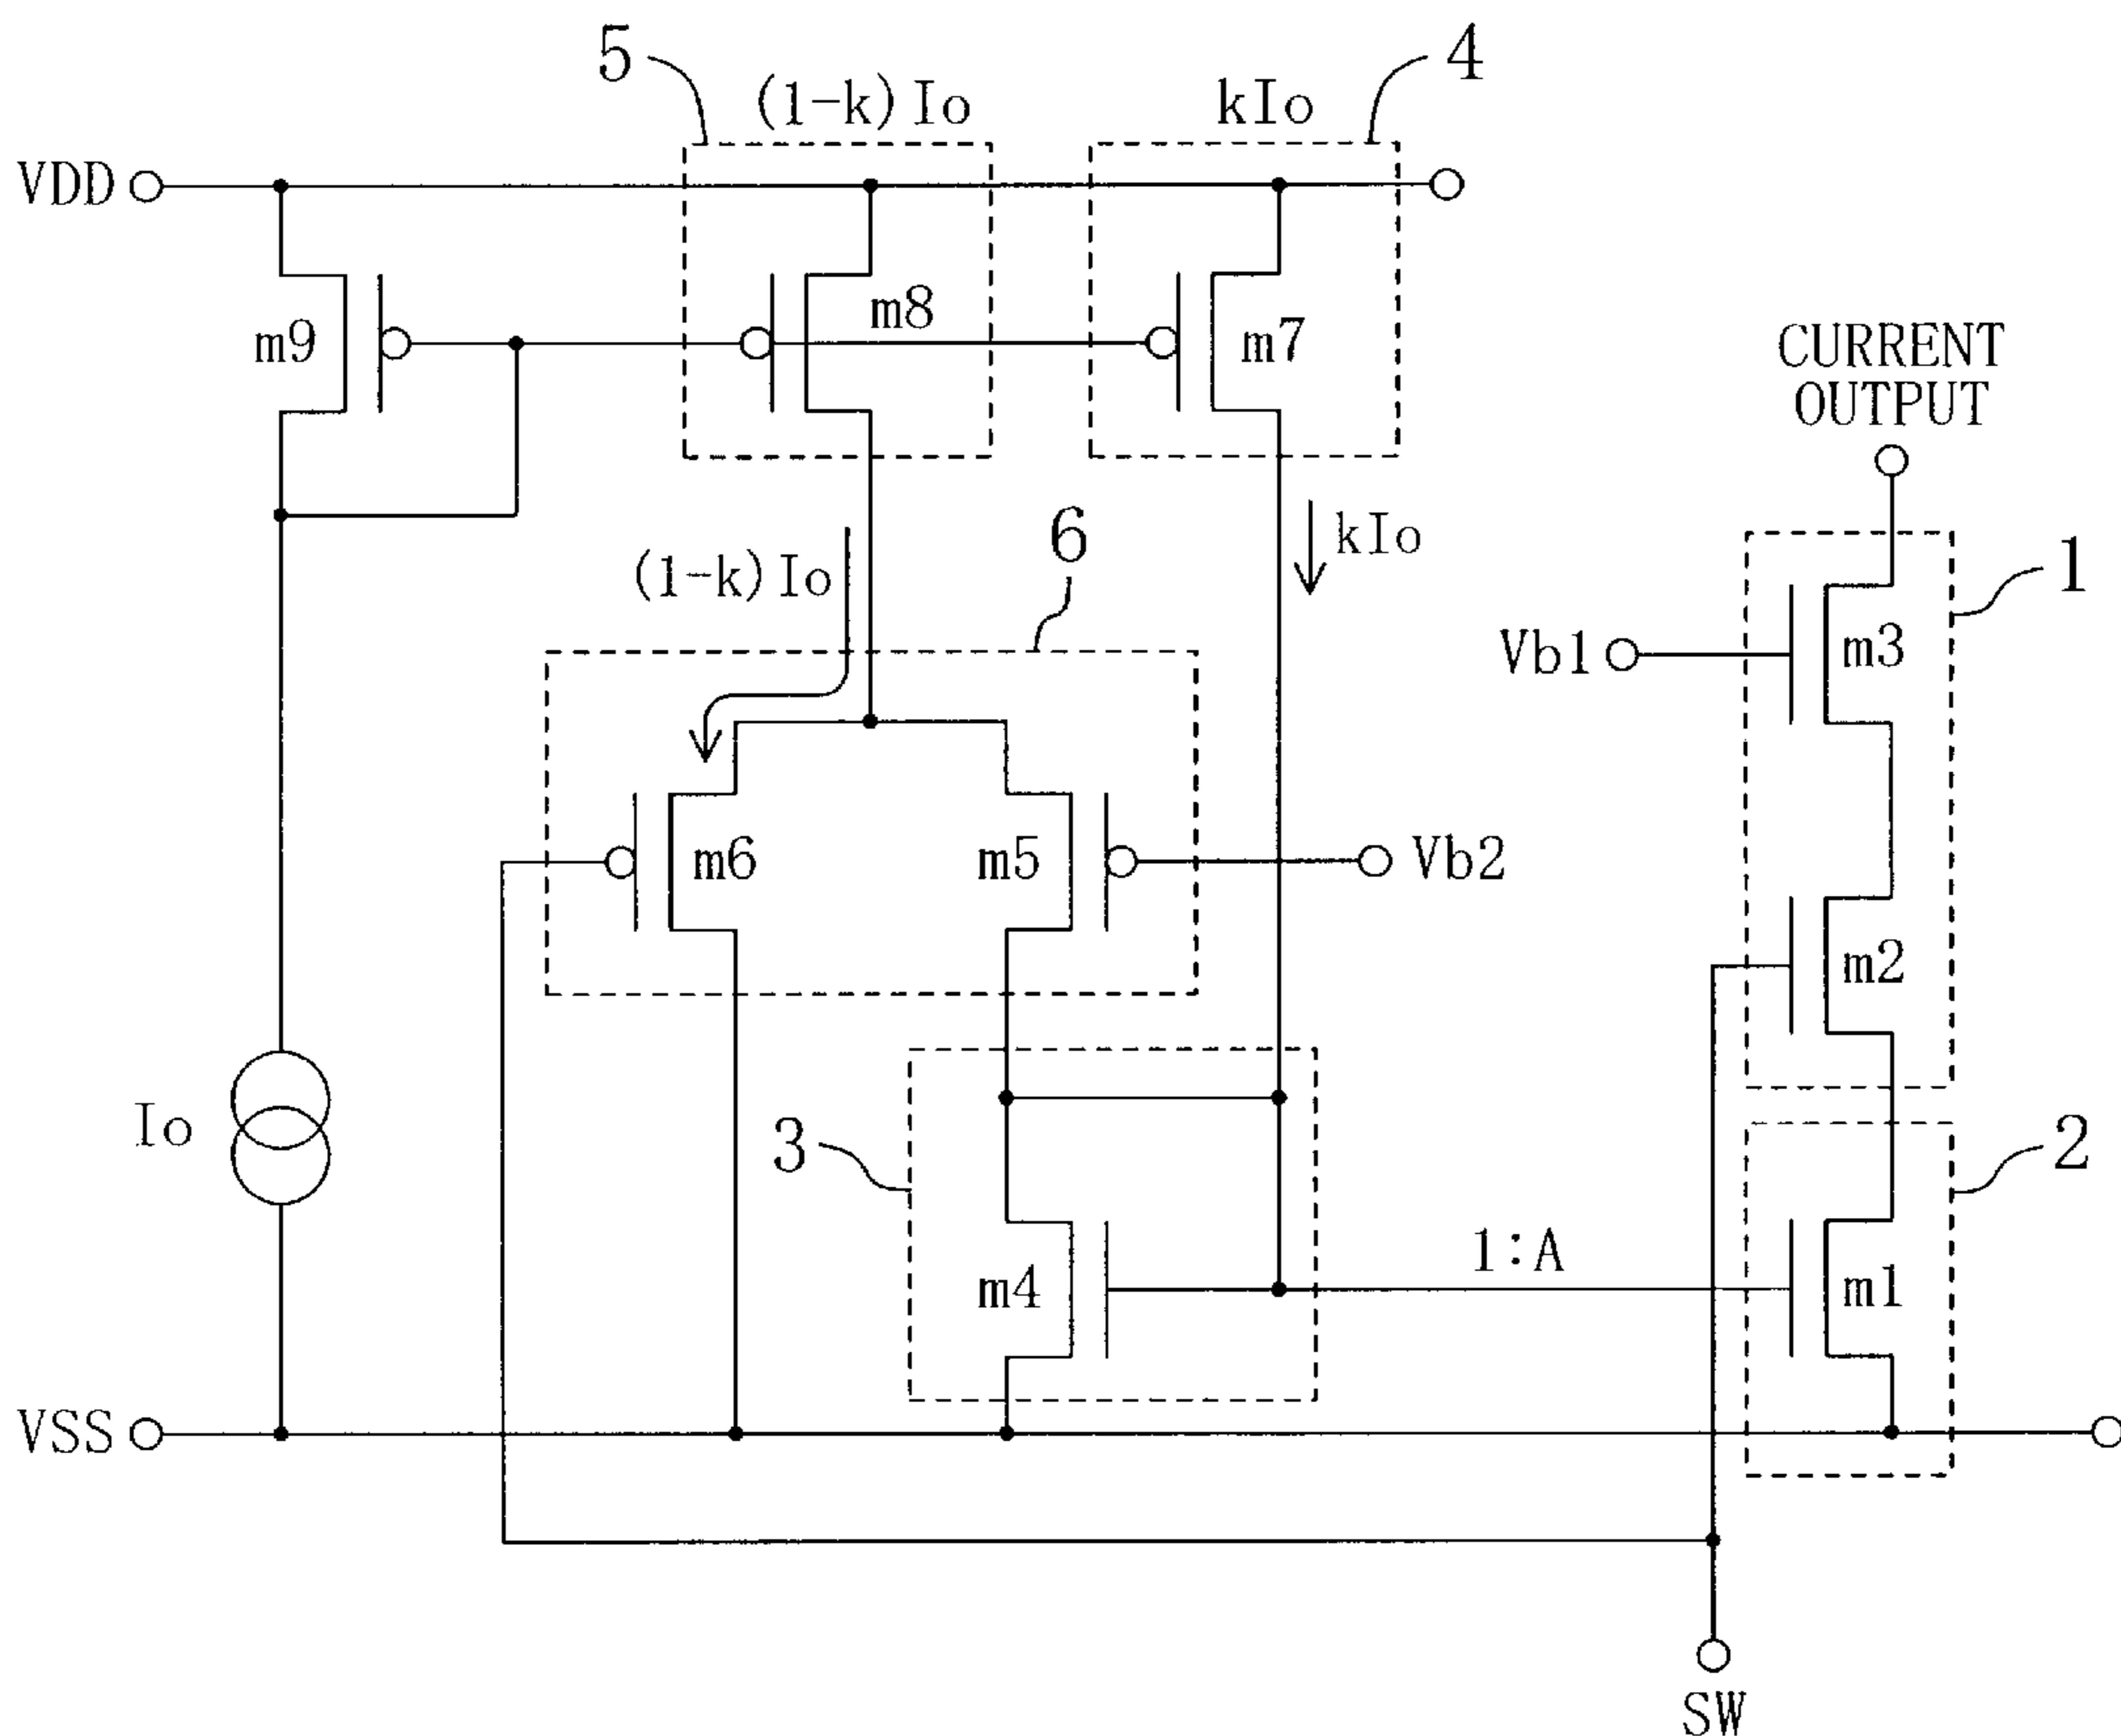 5
4
(1-k)Io
kIo
VDD
m9
m8
m7
CURRENT
OUTPUT
6
kIo
(1-k)Io
1
Vb1
m3
m6
m5
Vb2
m2
Io
3
2
1:A
m4
m1
VSS
SW